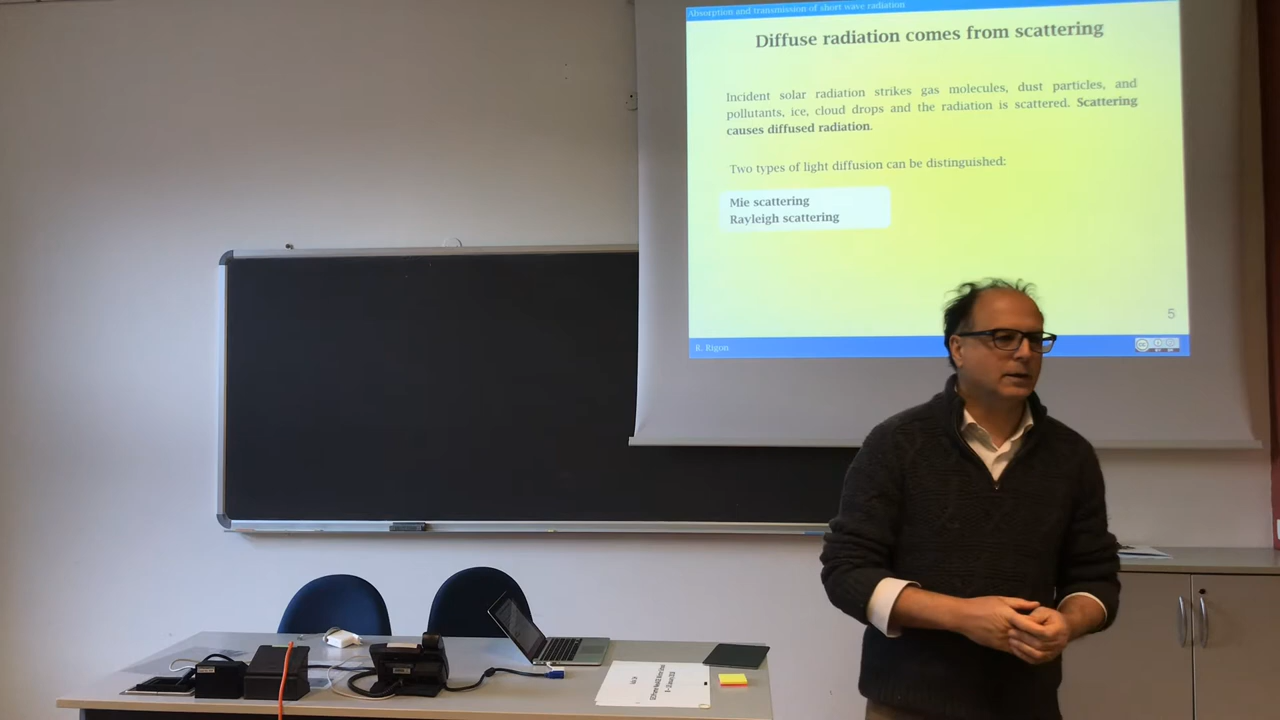 Absorption and transmission of short wave radiation
Diffuse radiation comes from scattering
Incident solar radiation strikes gas molecules, dust particles, and
pollutants, ice, cloud drops and the radiation is scattered. Scattering
causes diffused radiation.
Two types of light diffusion can be distinguished:
Mie scattering
Rayleigh scattering
5
R. Rigon